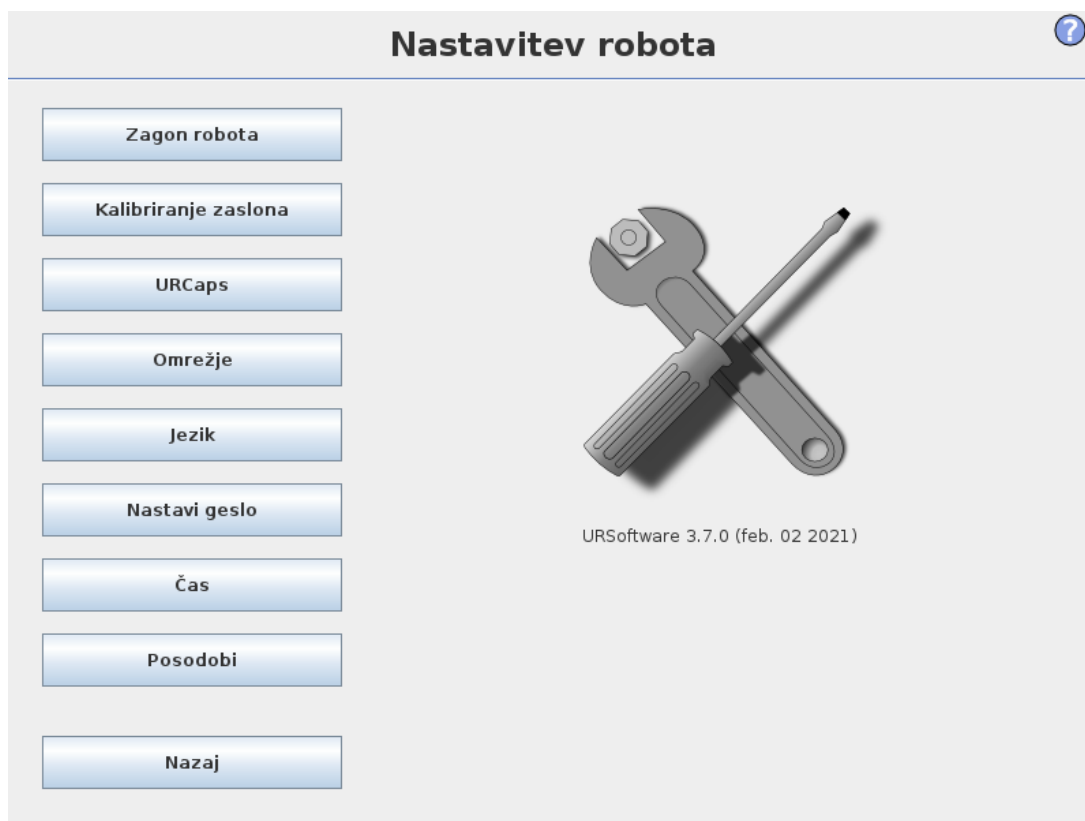 Nastavitev robota
?
Zagon robota
Kalibriranje zaslona
URCaps
Omrežje
Jezik
Nastavi geslo
Čas
Posodobi
Nazaj
URSoftware 3.7.0 (feb. 02 2021)